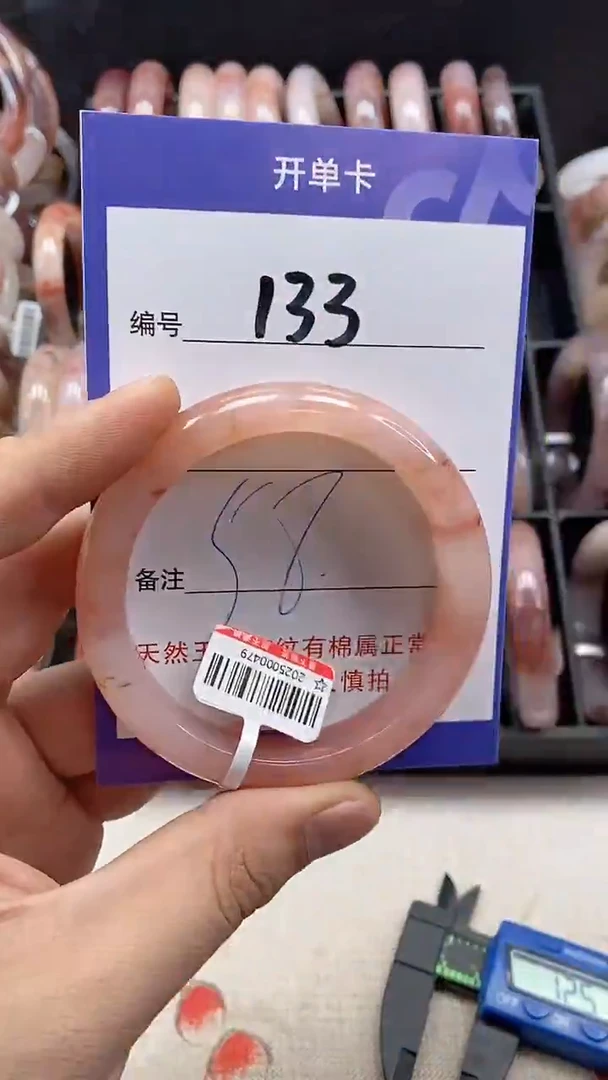 开单卡
编号 133
备注 58
天然玉 纹有棉属正常
慎拍
2025000479